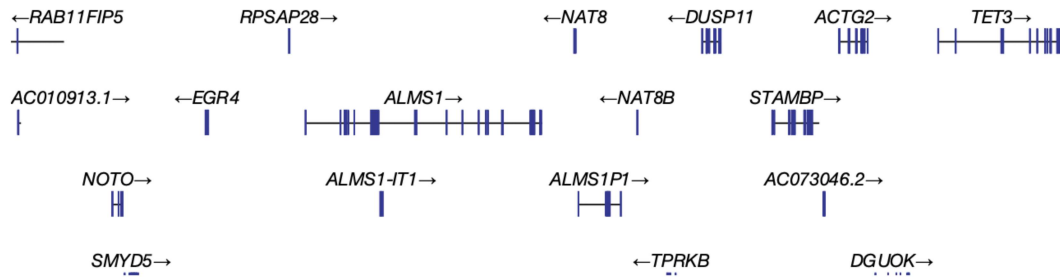 ←RAB11FIP5 RPSAP28→ ←NAT8 ←DUSP11 ACTG2→ TET3→
AC010913.1→ ←EGR4 ALMS1→ ←NAT8B STAMBP→
NOTO→ ALMS1-IT1→ ALMS1P1→ AC073046.2→
SMYD5→ ←TPRKB DGUOK→